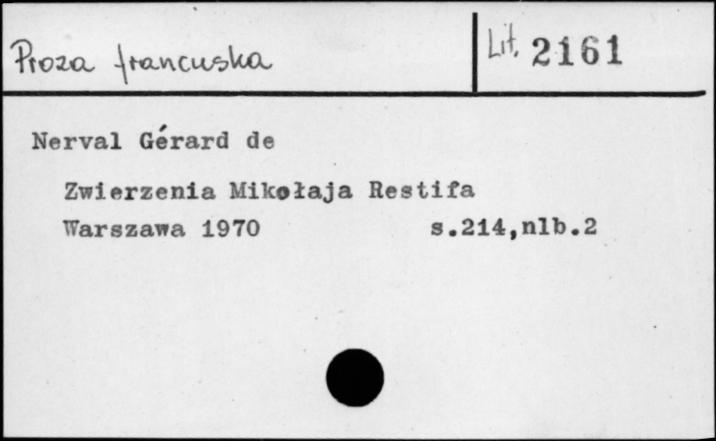 Proza francuska
Lit. 2161
Nerval Gérard de
Zwierzenia Mikołaja Restifa
Warszawa 1970 s.214,nlb.2